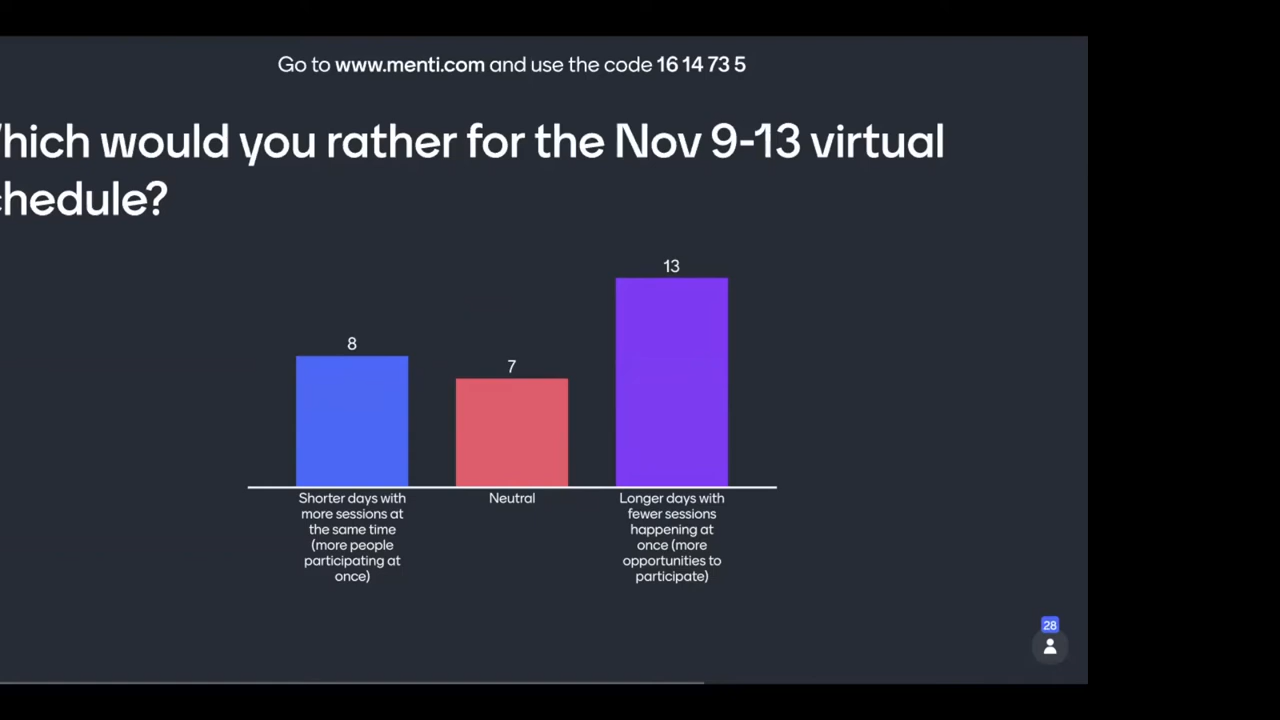 Go to www.menti.com and use the code 16 14 73 5
hich would you rather for the Nov 9-13 virtual
chedule?
13
8
7
Shorter days with
more sessions at
the same time
(more people
participating at
once)
Neutral
Longer days with
fewer sessions
happening at
once (more
opportunities to
participate)
28